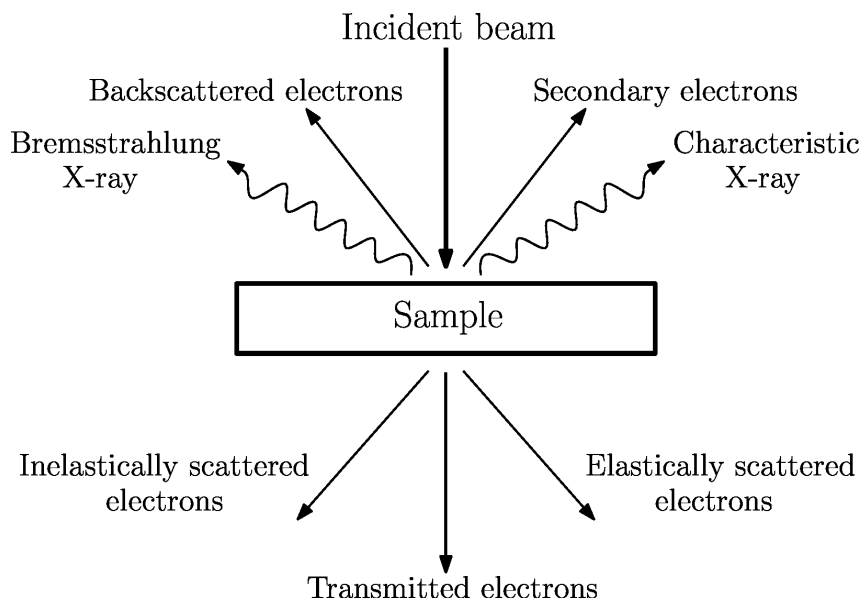 Incident beam
Backscattered electrons
Secondary electrons
Bremsstrahlung
X-ray
Characteristic
X-ray
Sample
Inelastically scattered
electrons
Elastically scattered
electrons
Transmitted electrons